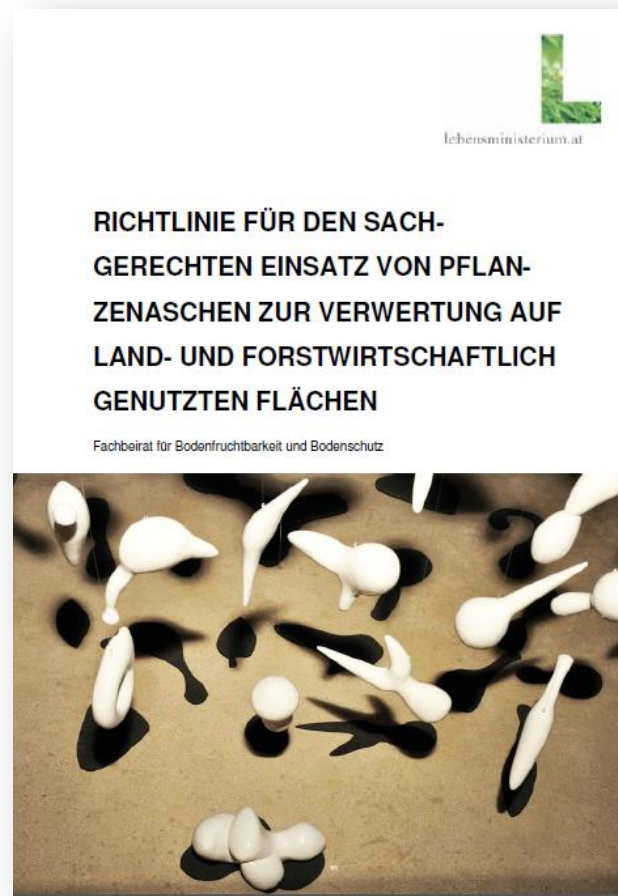 lebensministerium.at
RICHTLINIE FÜR DEN SACH-
GERECHTEN EINSATZ VON PFLAN-
ZENASCHEN ZUR VERWERTUNG AUF
LAND- UND FORSTWIRTSCHAFTLICH
GENUTZTEN FLÄCHEN
Fachbeirat für Bodenfruchtbarkeit und Bodenschutz